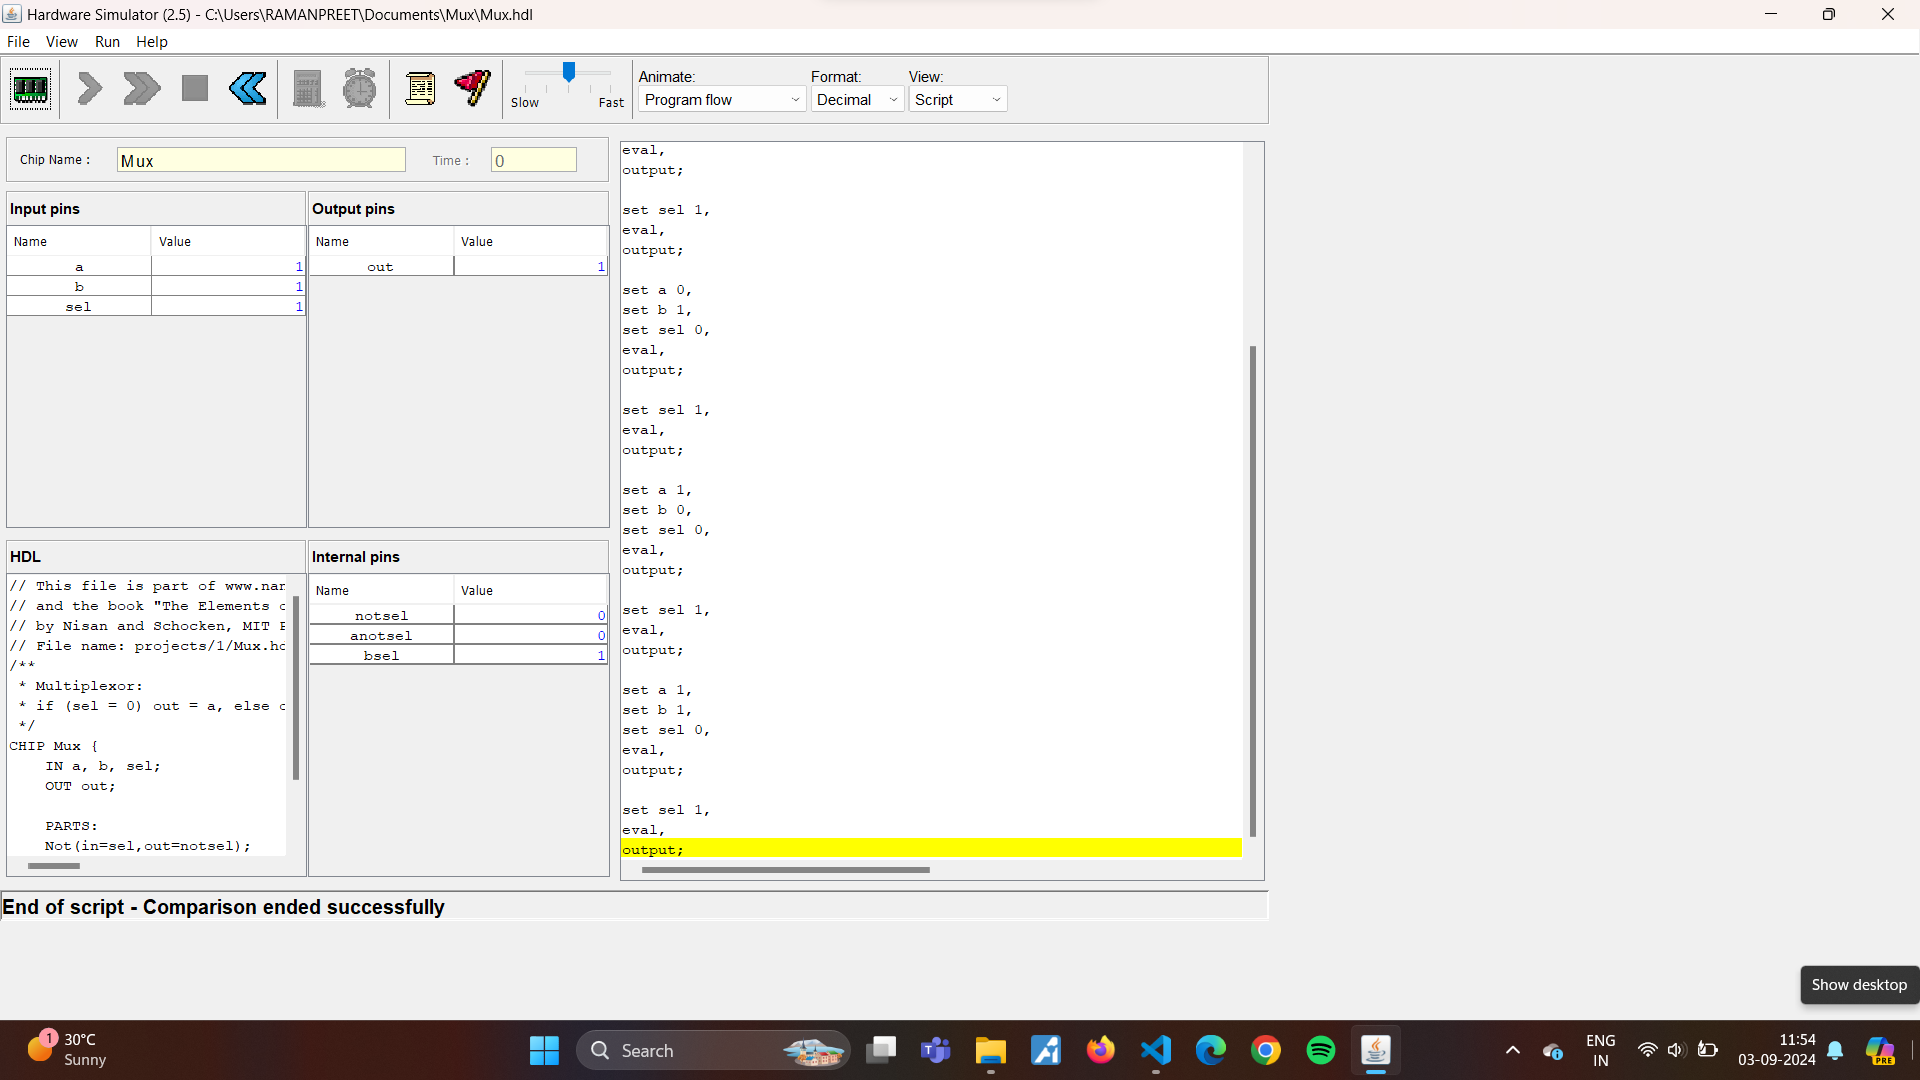 Hardware Simulator (2.5) - C:\Users\RAMANPREET\Documents\Mux\Mux.hdl
File View Run Help
Slow Fast
Animate: Format: View:
Program flow Decimal Script
Chip Name : Mux Time : 0
Input pins
Name Value
a 1
b 1
sel 1
Output pins
Name Value
out 1
HDL
// This file is part of www.nan
// and the book "The Elements o
// by Nisan and Schocken, MIT P
// File name: projects/1/Mux.hd
/**
* Multiplexor:
* if (sel = 0) out = a, else o
*/
CHIP Mux {
IN a, b, sel;
OUT out;
PARTS:
Not(in=sel,out=notsel);
Internal pins
Name Value
notsel 0
anotsel 0
bsel 1
eval,
output;
set sel 1,
eval,
output;
set a 0,
set b 1,
set sel 0,
eval,
output;
set sel 1,
eval,
output;
set a 1,
set b 0,
set sel 0,
eval,
output;
set sel 1,
eval,
output;
set a 1,
set b 1,
set sel 0,
eval,
output;
set sel 1,
eval,
output;
End of script - Comparison ended successfully
Show desktop
1
30°C
Sunny
Search
ENG
IN
11:54
03-09-2024
PRE